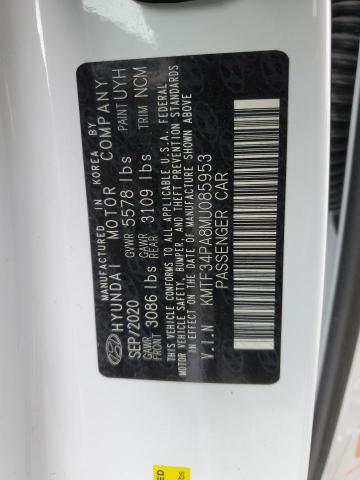 MANUFACTURED IN KOREA BY
HYUNDAI MOTOR COMPANY
SEP/2020 GVWR 5578 lbs PAINT UYH
GAWR FRONT 3086 lbs GAWR REAR 3109 lbs TRIM NCM
THIS VEHICLE CONFORMS TO ALL APPLICABLE U.S.A. FEDERAL
MOTOR VEHICLE SAFETY, BUMPER, AND THEFT PREVENTION STANDARDS
IN EFFECT ON THE DATE OF MANUFACTURE SHOWN ABOVE.
V.I.N KMTF34PA8MU085953
PASSENGER CAR
ED
bs